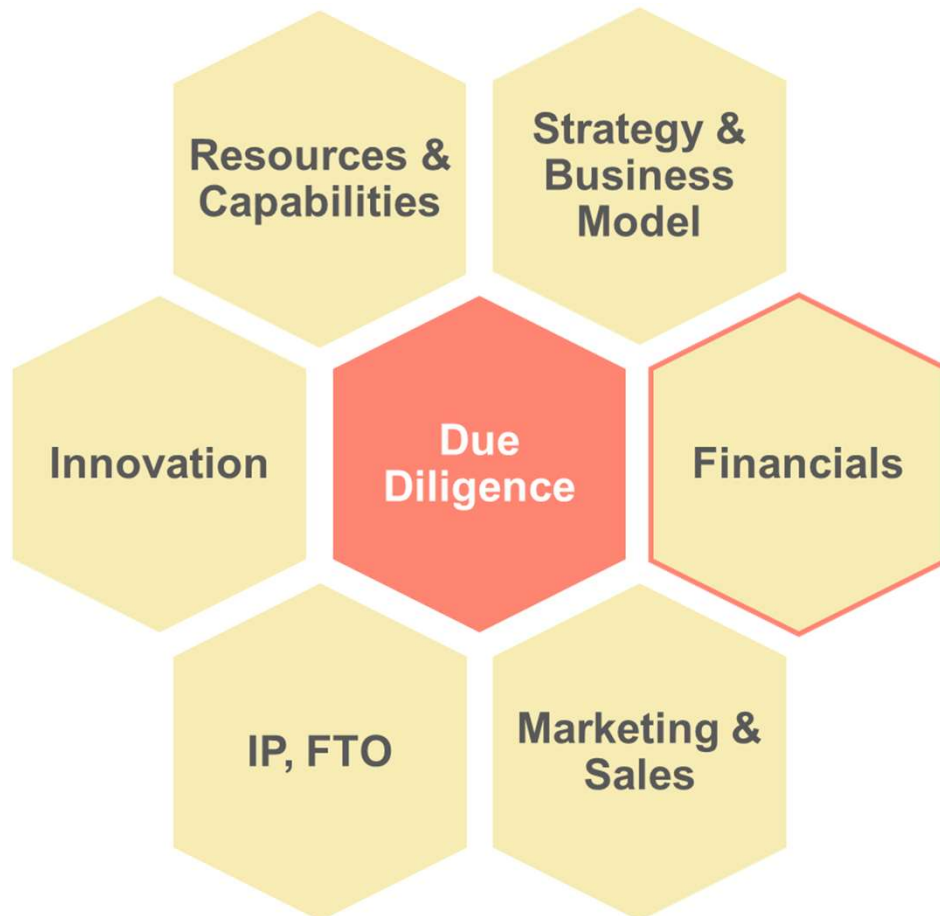 Resources &
Capabilities
Strategy &
Business
Model
Innovation
Due
Diligence
Financials
IP, FTO
Marketing &
Sales